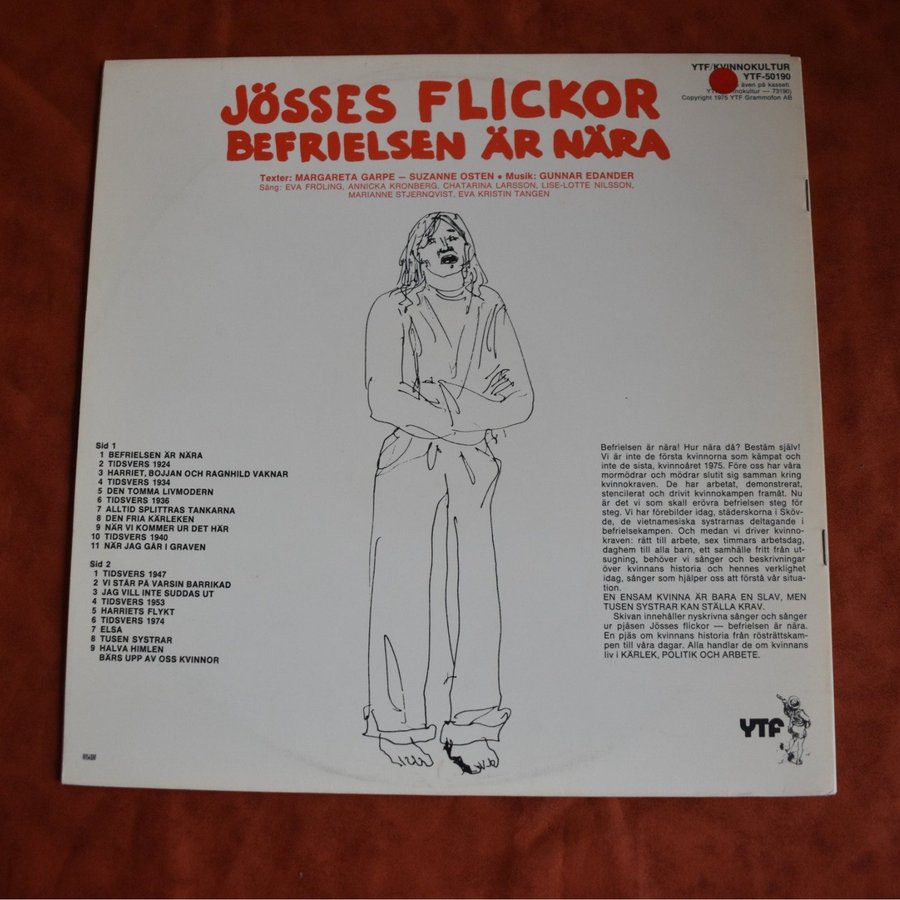 YTF/KVINNOKULTUR
YTF-50190
även på kassett
kultur — 73190)
Copyright 1975 YTF Grammofon AB
JÖSSES FLICKOR
BEFRIELSEN ÄR NÄRA
Texter: MARGARETA GARPE — SUZANNE OSTEN • Musik: GUNNAR EDANDER
Sång: EVA FRÖLING, ANNICKA KRONBERG, CHATARINA LARSSON, LISE-LOTTE NILSSON,
MARIANNE STJERNQVIST, EVA KRISTIN TANGEN
Sid 1
1 BEFRIELSEN ÄR NÄRA
2 TIDSVERS 1924
3 HARRIET, BOJJAN OCH RAGNHILD VAKNAR
4 TIDSVERS 1934
5 DEN TOMMA LIVMODERN
6 TIDSVERS 1936
7 ALLTID SPLITTRAS TANKARNA
8 DEN FRIA KÄRLEKEN
9 NÄR VI KOMMER UR DET HÄR
10 TIDSVERS 1940
11 NÄR JAG GÅR I GRAVEN
Sid 2
1 TIDSVERS 1947
2 VI STÅR PÅ VARSIN BARRIKAD
3 JAG VILL INTE SUDDAS UT
4 TIDSVERS 1953
5 HARRIETS FLYKT
6 TIDSVERS 1974
7 ELSA
8 TUSEN SYSTRAR
9 HALVA HIMLEN
BÄRS UPP AV OSS KVINNOR
Befrielsen är nära! Hur nära då? Bestäm själv!
Vi är inte de första kvinnorna som kämpat och
inte de sista, kvinnoåret 1975. Före oss har våra
mormödrar och mödrar slutit sig samman kring
kvinnokraven. De har arbetat, demonstrerat,
stencilerat och drivit kvinnokampen framåt. Nu
är det vi som skall erövra befrielsen steg för
steg. Vi har förebilder idag, städerskorna i Sköv-
de, de vietnamesiska systrarnas deltagande i
befrielsekampen. Och medan vi driver kvinno-
kraven: rätt till arbete, sex timmars arbetsdag,
daghem till alla barn, ett samhälle fritt från ut-
sugning, behöver vi sånger och beskrivningar
över kvinnans historia och hennes verklighet
idag, sånger som hjälper oss att förstå vår situa-
tion.
EN ENSAM KVINNA ÄR BARA EN SLAV, MEN
TUSEN SYSTRAR KAN STÄLLA KRAV.
Skivan innehåller nyskrivna sånger och sånger
ur pjäsen Jösses flickor — befrielsen är nära.
En pjäs om kvinnans historia från rösträttskam-
pen till våra dagar. Alla handlar de om kvinnans
liv i KÄRLEK, POLITIK OCH ARBETE.
YTF